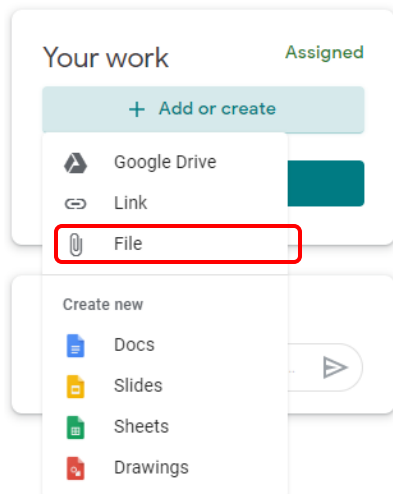 Your work
Assigned
+ Add or create
Google Drive
Link
File
Create new
Docs
Slides
Sheets
Drawings